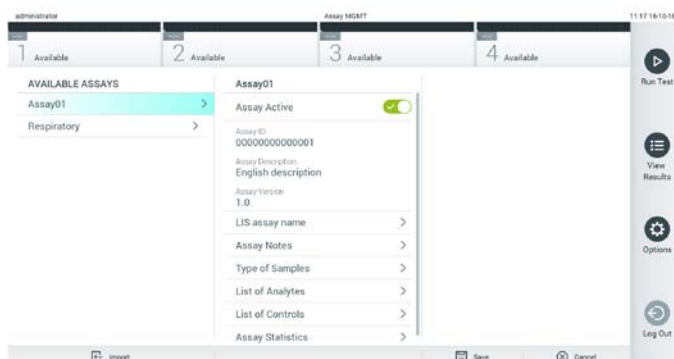 administrator Assay MGMT 11:17 16-10-18
1 Available 2 Available 3 Available 4 Available
AVAILABLE ASSAYS
Assay01
Respiratory
Assay01
Assay Active
Assay ID
00000000000001
Assay Description
English description
Assay Version
1.0
LIS assay name
Assay Notes
Type of Samples
List of Analytes
List of Controls
Assay Statistics
Run Test
View
Results
Options
Log Out
Import Save Cancel